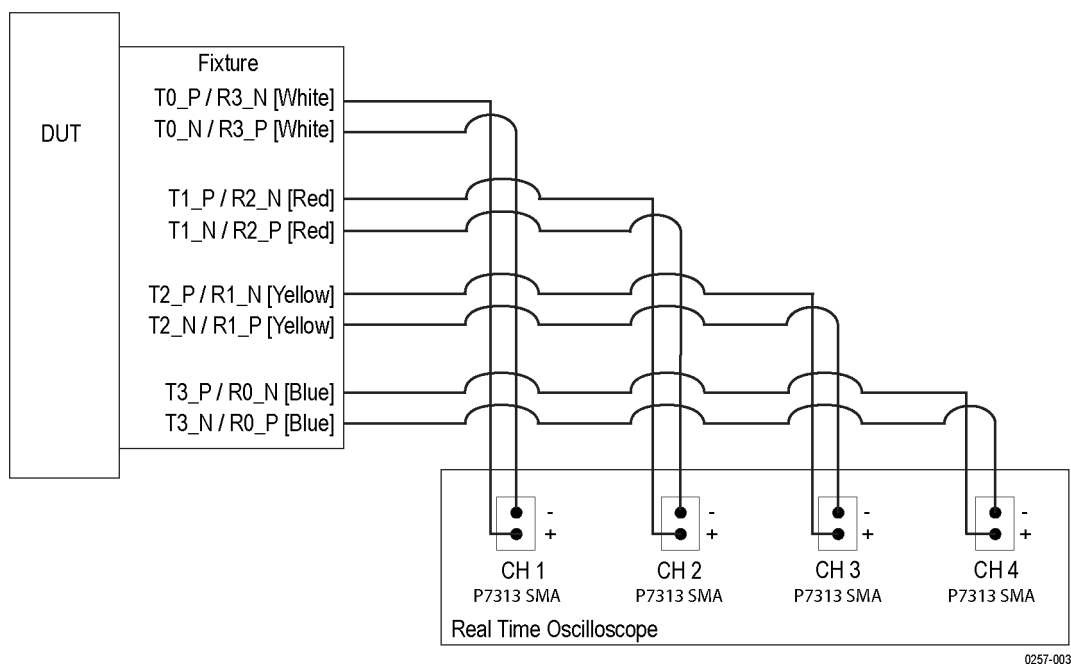 Fixture
T0_P / R3_N [White]
T0_N / R3_P [White]
DUT
T1_P / R2_N [Red]
T1_N / R2_P [Red]
T2_P / R1_N [Yellow]
T2_N / R1_P [Yellow]
T3_P / R0_N [Blue]
T3_N / R0_P [Blue]
- - - -
+ + + +
CH 1 CH 2 CH 3 CH 4
P7313 SMA P7313 SMA P7313 SMA P7313 SMA
Real Time Oscilloscope
0257-003